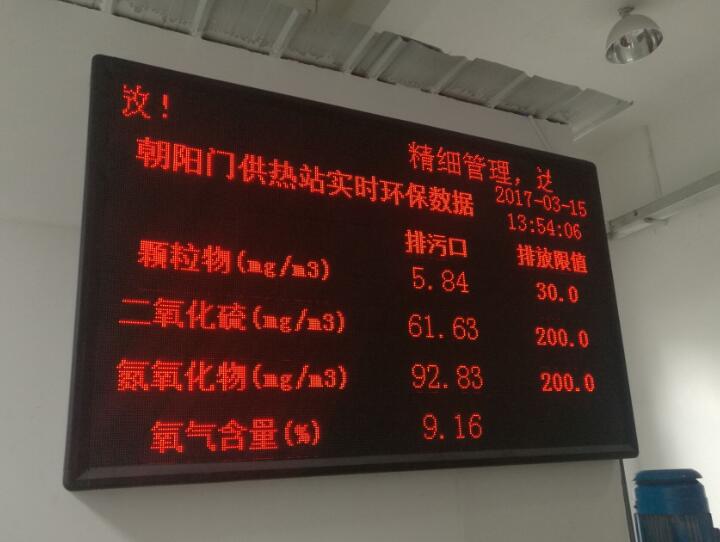 精细管理，
朝阳门供热站实时环保数据
2017-03-15
13:54:06
排污口 排放限值
颗粒物(mg/m3) 5.84 30.0
二氧化硫(mg/m3) 61.63 200.0
氮氧化物(mg/m3) 92.83 200.0
氧气含量(%) 9.16